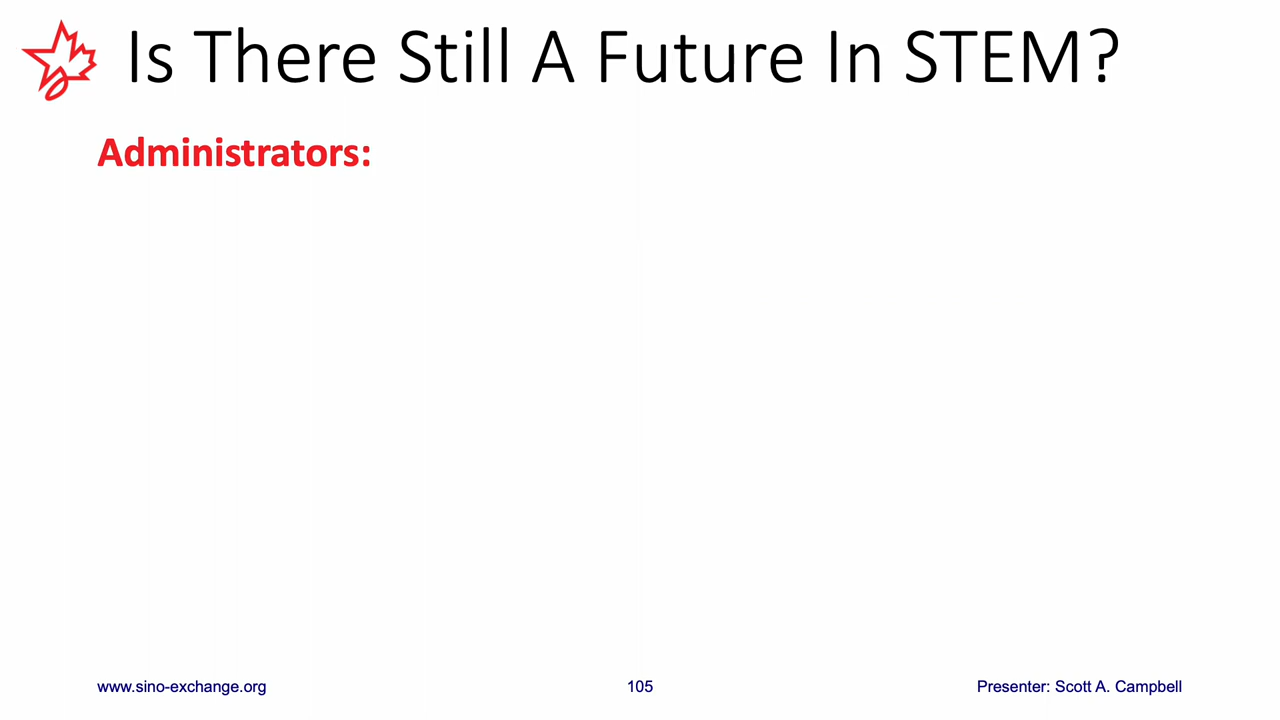 Is There Still A Future In STEM?
Administrators:
www.sino-exchange.org
105
Presenter: Scott A. Campbell